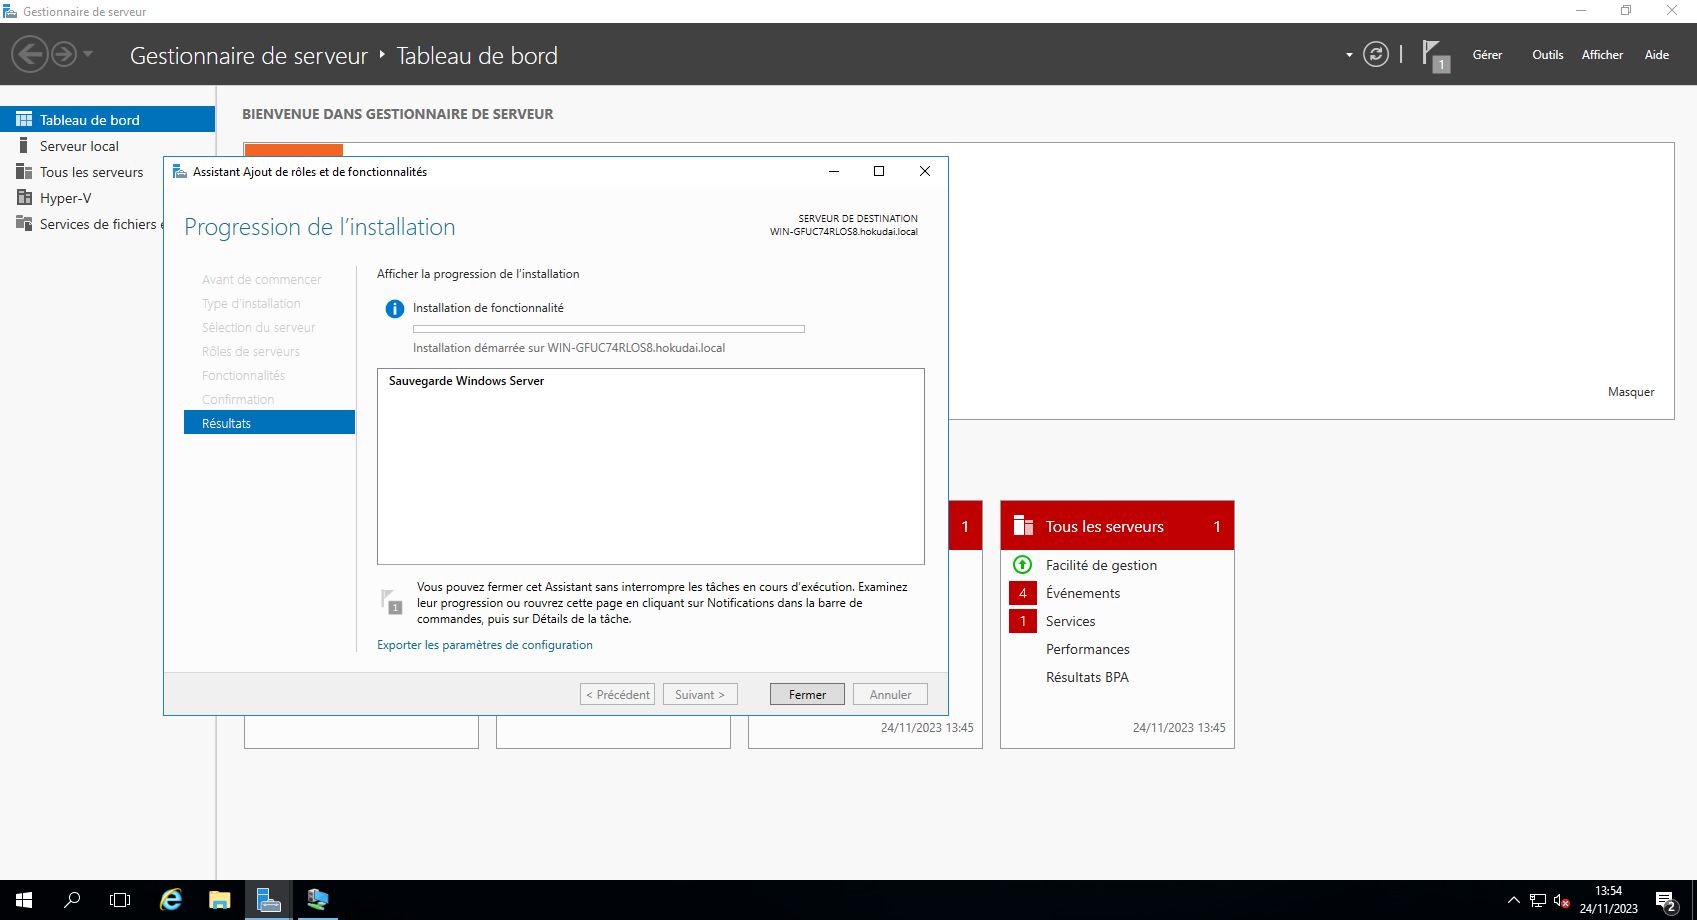 Gestionnaire de serveur
Gestionnaire de serveur ‣ Tableau de bord
1
Gérer
Outils
Afficher
Aide
Tableau de bord
Serveur local
Tous les serveurs
Hyper-V
Services de fichiers
BIENVENUE DANS GESTIONNAIRE DE SERVEUR
Assistant Ajout de rôles et de fonctionnalités
Progression de l'installation
SERVEUR DE DESTINATION
WIN-GFUC74RLOS8.hokudai.local
Avant de commencer
Type d'installation
Sélection du serveur
Rôles de serveurs
Fonctionnalités
Confirmation
Résultats
Afficher la progression de l'installation
Installation de fonctionnalité
Installation démarrée sur WIN-GFUC74RLOS8.hokudai.local
Sauvegarde Windows Server
1
Vous pouvez fermer cet Assistant sans interrompre les tâches en cours d'exécution. Examinez
leur progression ou rouvrez cette page en cliquant sur Notifications dans la barre de
commandes, puis sur Détails de la tâche.
Exporter les paramètres de configuration
< Précédent
Suivant >
Fermer
Annuler
Masquer
1
Tous les serveurs 1
Facilité de gestion
4 Événements
1 Services
Performances
Résultats BPA
24/11/2023 13:45
24/11/2023 13:45
13:54
24/11/2023
2